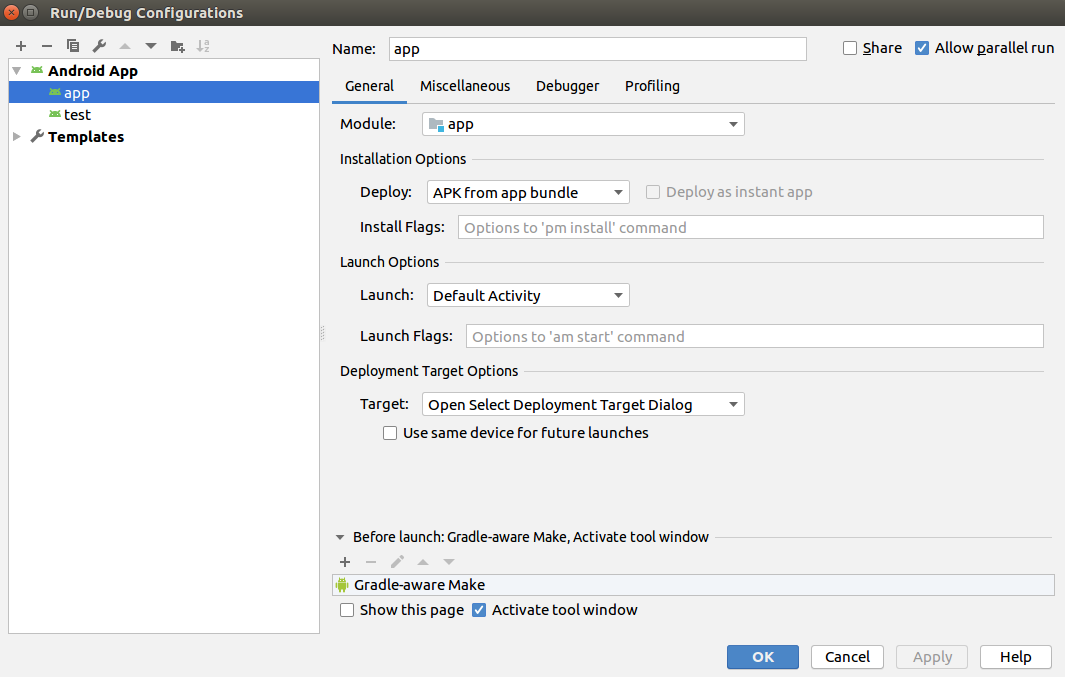 Run/Debug Configurations
Name: app Share Allow parallel run
Android App
app
test
Templates
General Miscellaneous Debugger Profiling
Module: app
Installation Options
Deploy: APK from app bundle Deploy as instant app
Install Flags: Options to 'pm install' command
Launch Options
Launch: Default Activity
Launch Flags: Options to 'am start' command
Deployment Target Options
Target: Open Select Deployment Target Dialog
Use same device for future launches
Before launch: Gradle-aware Make, Activate tool window
Gradle-aware Make
Show this page Activate tool window
OK Cancel Apply Help